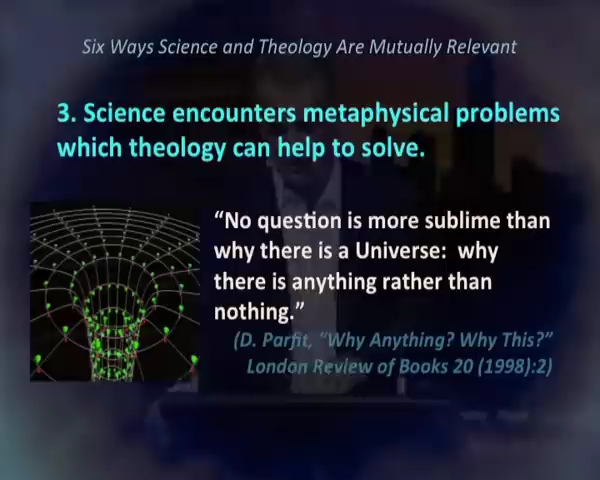 Six Ways Science and Theology Are Mutually Relevant
3. Science encounters metaphysical problems
which theology can help to solve.
“No question is more sublime than
why there is a Universe: why
there is anything rather than
nothing.”
(D. Parfit, “Why Anything? Why This?”
London Review of Books 20 (1998):2)